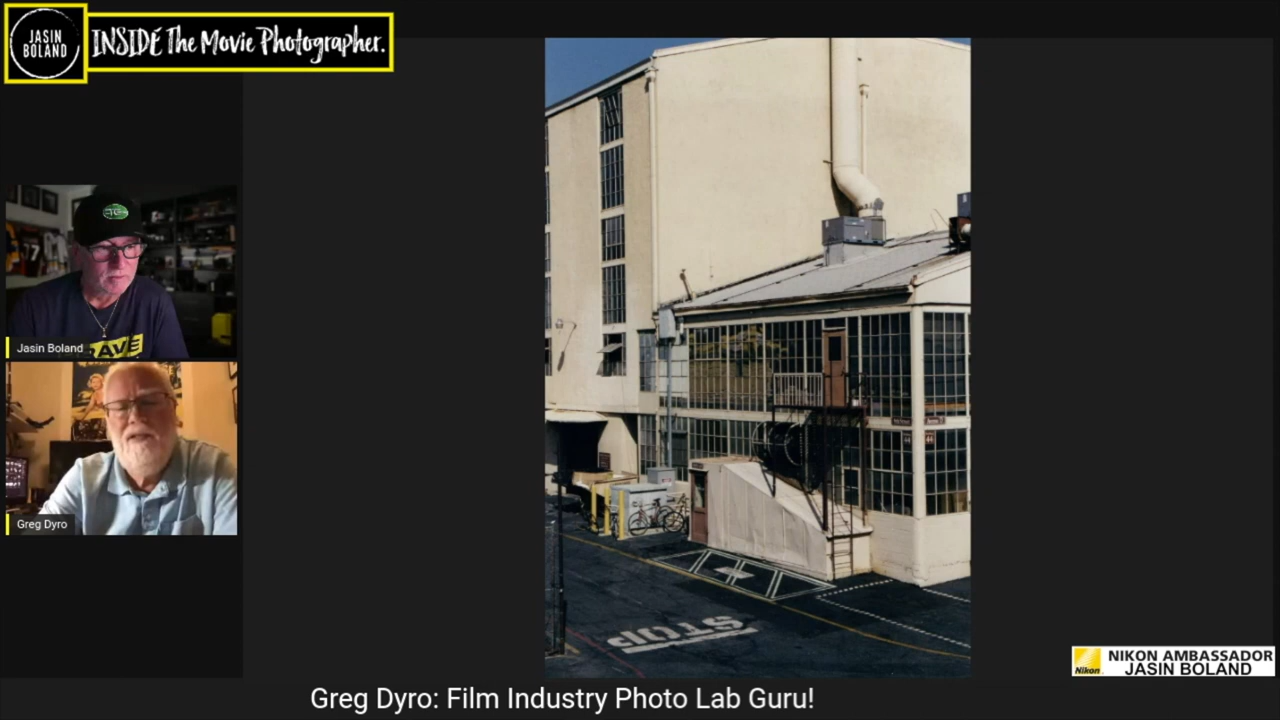 JASIN
BOLAND
INSIDE The Movie Photographer.
RAVE
Jasin Boland
Greg Dyro
STOP
Nikon
NIKON AMBASSADOR
JASIN BOLAND
Greg Dyro: Film Industry Photo Lab Guru!